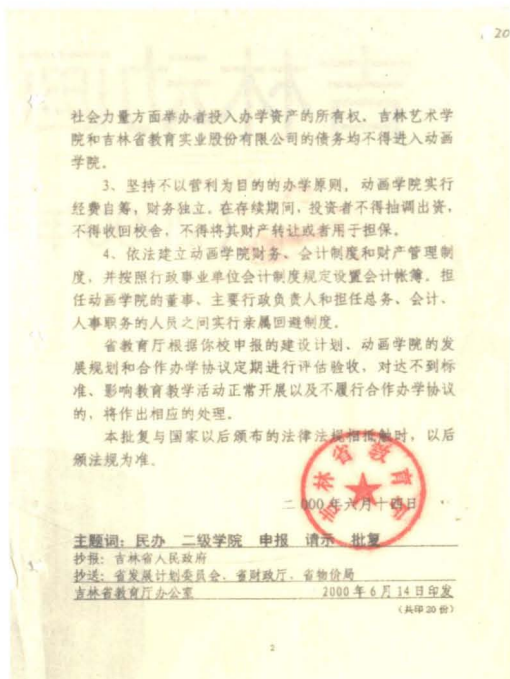 20
社会力量方面举办者投入办学资产的所有权。吉林艺术学
院和吉林省教育实业股份有限公司的债务均不得进入动画
学院。
3、坚持不以营利为目的的办学原则，动画学院实行
经费自筹，财务独立。在存续期间，投资者不得抽调出资，
不得收回校舍，不得将其财产转让或者用于担保。
4、依法建立动画学院财务、会计制度和财产管理制
度，并按照行政事业单位会计制度规定设置会计帐簿。担
任动画学院的董事、主要行政负责人和担任总务、会计、
人事职务的人员之间实行亲属回避制度。
省教育厅根据你校申报的建设计划、动画学院的发
展规划和合作办学协议定期进行评估验收，对达不到标
准、影响教育教学活动正常开展以及不履行合作办学协议
的，将作出相应的处理。
本批复与国家以后颁布的法律法规相抵触时，以后
颁法规为准。
吉林省教育厅
二000年六月十四日
主题词：民办 二级学院 申报 请示 批复
抄报：吉林省人民政府
抄送：省发展计划委员会、省财政厅、省物价局
吉林省教育厅办公室 2000年6月14日印发
（共印20份）
2